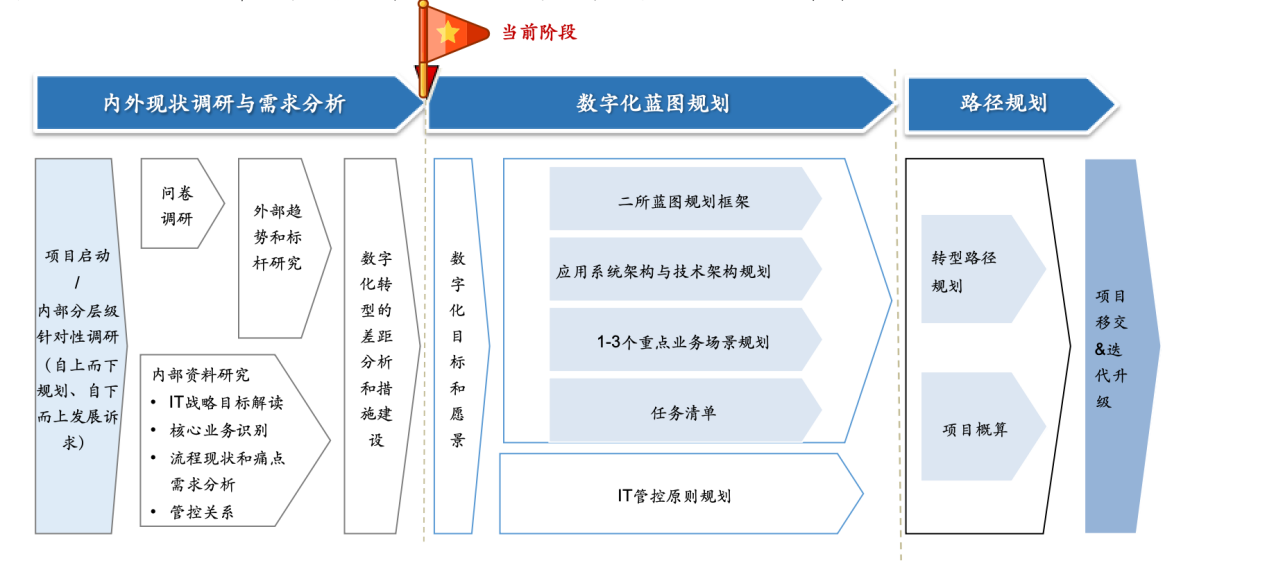 当前阶段
内外现状调研与需求分析
数字化蓝图规划
路径规划
项目启动
/
内部分层级
针对性调研
（自上而下
规划、自下
而上发展诉
求）
问卷
调研
外部趋
势和标
杆研究
内部资料研究
• IT战略目标解读
• 核心业务识别
• 流程现状和痛点
需求分析
• 管控关系
数字
化转
型的
差距
分析
和措
施建
设
数
字
化
目
标
和
愿
景
二所蓝图规划框架
应用系统架构与技术架构规划
1-3个重点业务场景规划
任务清单
IT管控原则规划
转型路径
规划
项目概算
项目
移交
&迭
代升
级